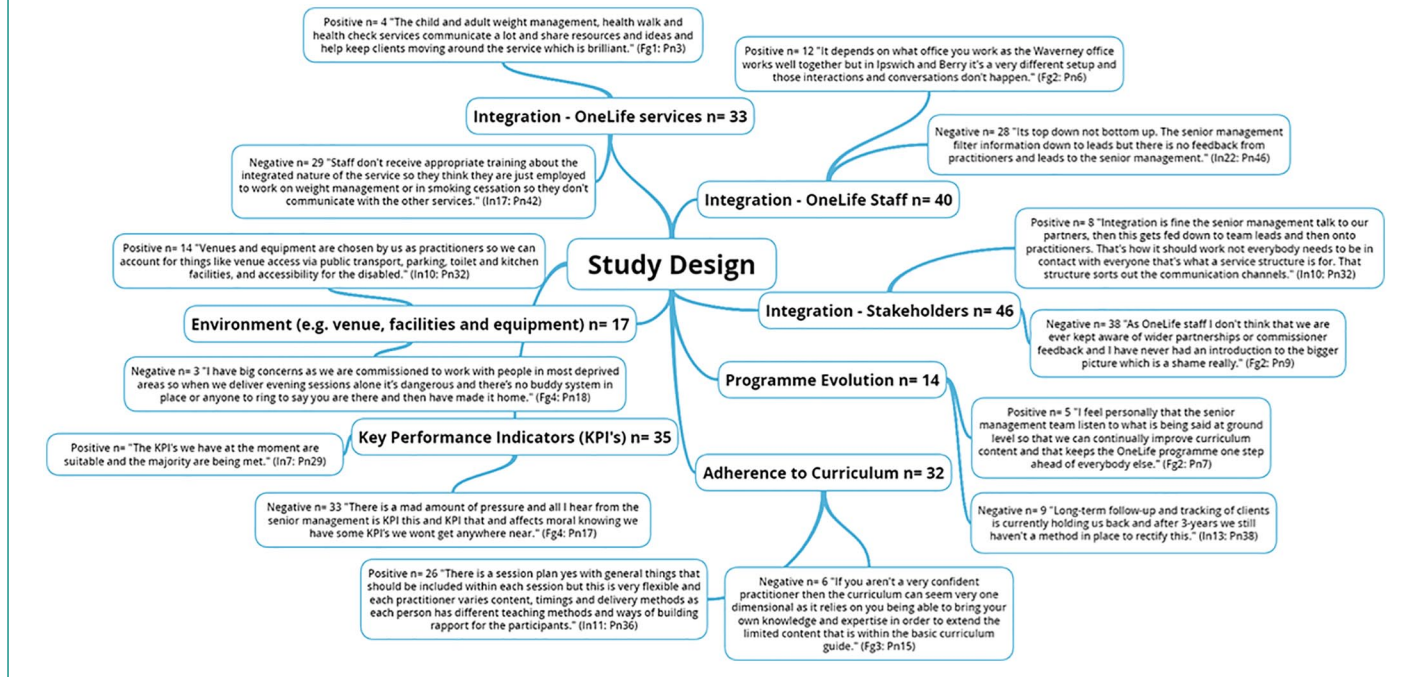 Study Design
Integration - OneLife services n= 33
Positive n= 4 "The child and adult weight management, health walk and
health check services communicate a lot and share resources and ideas and
help keep clients moving around the service which is brilliant." (Fg1: Pn3)
Negative n= 29 "Staff don't receive appropriate training about the
integrated nature of the service so they think they are just employed
to work on weight management or in smoking cessation so they don't
communicate with the other services." (In17: Pn42)
Integration - OneLife Staff n= 40
Positive n= 12 "It depends on what office you work as the Waverney office
works well together but in Ipswich and Berry it's a very different setup and
those interactions and conversations don't happen." (Fg2: Pn6)
Negative n= 28 "Its top down not bottom up. The senior management
filter information down to leads but there is no feedback from
practitioners and leads to the senior management." (In22: Pn46)
Integration - Stakeholders n= 46
Positive n= 8 "Integration is fine the senior management talk to our
partners, then this gets fed down to team leads and then onto
practitioners. That's how it should work not everybody needs to be in
contact with everyone that's what a service structure is for. That
structure sorts out the communication channels." (In10: Pn32)
Negative n= 38 "As OneLife staff I don't think that we are
ever kept aware of wider partnerships or commissioner
feedback and I have never had an introduction to the bigger
picture which is a shame really." (Fg2: Pn9)
Programme Evolution n= 14
Positive n= 5 "I feel personally that the senior
management team listen to what is being said at ground
level so that we can continually improve curriculum
content and that keeps the OneLife programme one step
ahead of everybody else." (Fg2: Pn7)
Negative n= 9 "Long-term follow-up and tracking of clients
is currently holding us back and after 3-years we still
haven't a method in place to rectify this." (In13: Pn38)
Adherence to Curriculum n= 32
Positive n= 26 "There is a session plan yes with general things that
should be included within each session but this is very flexible and
each practitioner varies content, timings and delivery methods as
each person has different teaching methods and ways of building
rapport for the participants." (In11: Pn36)
Negative n= 6 "If you aren't a very confident
practitioner then the curriculum can seem very one
dimensional as it relies on you being able to bring your
own knowledge and expertise in order to extend the
limited content that is within the basic curriculum
guide." (Fg3: Pn15)
Environment (e.g. venue, facilities and equipment) n= 17
Positive n= 14 "Venues and equipment are chosen by us as practitioners so we can
account for things like venue access via public transport, parking, toilet and kitchen
facilities, and accessibility for the disabled." (In10: Pn32)
Negative n= 3 "I have big concerns as we are commissioned to work with people in most deprived
areas so when we deliver evening sessions alone it's dangerous and there's no buddy system in
place or anyone to ring to say you are there and then have made it home." (Fg4: Pn18)
Key Performance Indicators (KPI's) n= 35
Positive n= "The KPI's we have at the moment are
suitable and the majority are being met." (In7: Pn29)
Negative n= 33 "There is a mad amount of pressure and all I hear from the
senior management is KPI this and KPI that and affects moral knowing we
have some KPI's we wont get anywhere near." (Fg4: Pn17)